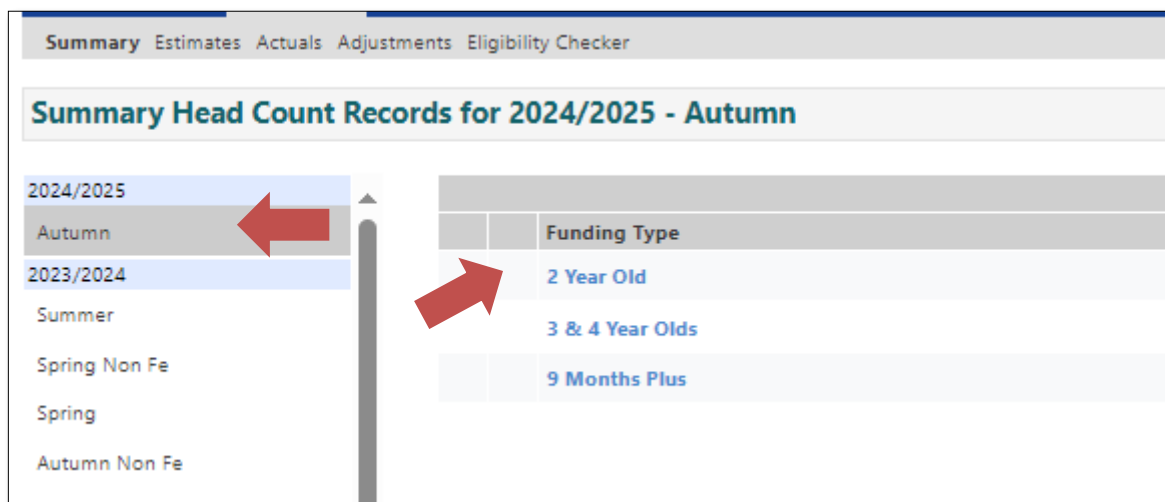 Summary Estimates Actuals Adjustments Eligibility Checker
Summary Head Count Records for 2024/2025 - Autumn
2024/2025
Autumn
2023/2024
Summer
Spring Non Fe
Spring
Autumn Non Fe
Funding Type
2 Year Old
3 & 4 Year Olds
9 Months Plus